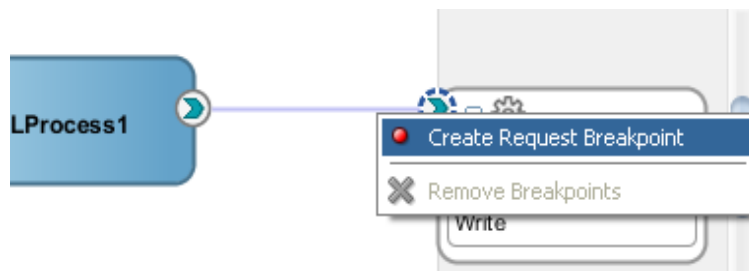 LProcess1
Create Request Breakpoint
Remove Breakpoints
Write